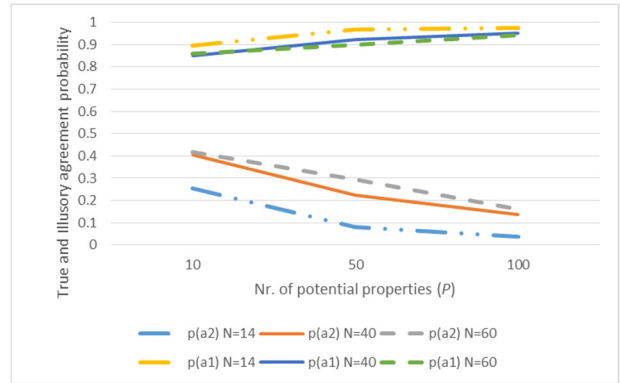 True and Illusory agreement probability
1
0.9
0.8
0.7
0.6
0.5
0.4
0.3
0.2
0.1
0
10 50 100
Nr. of potential properties (P)
p(a2) N=14 p(a2) N=40 p(a2) N=60
p(a1) N=14 p(a1) N=40 p(a1) N=60